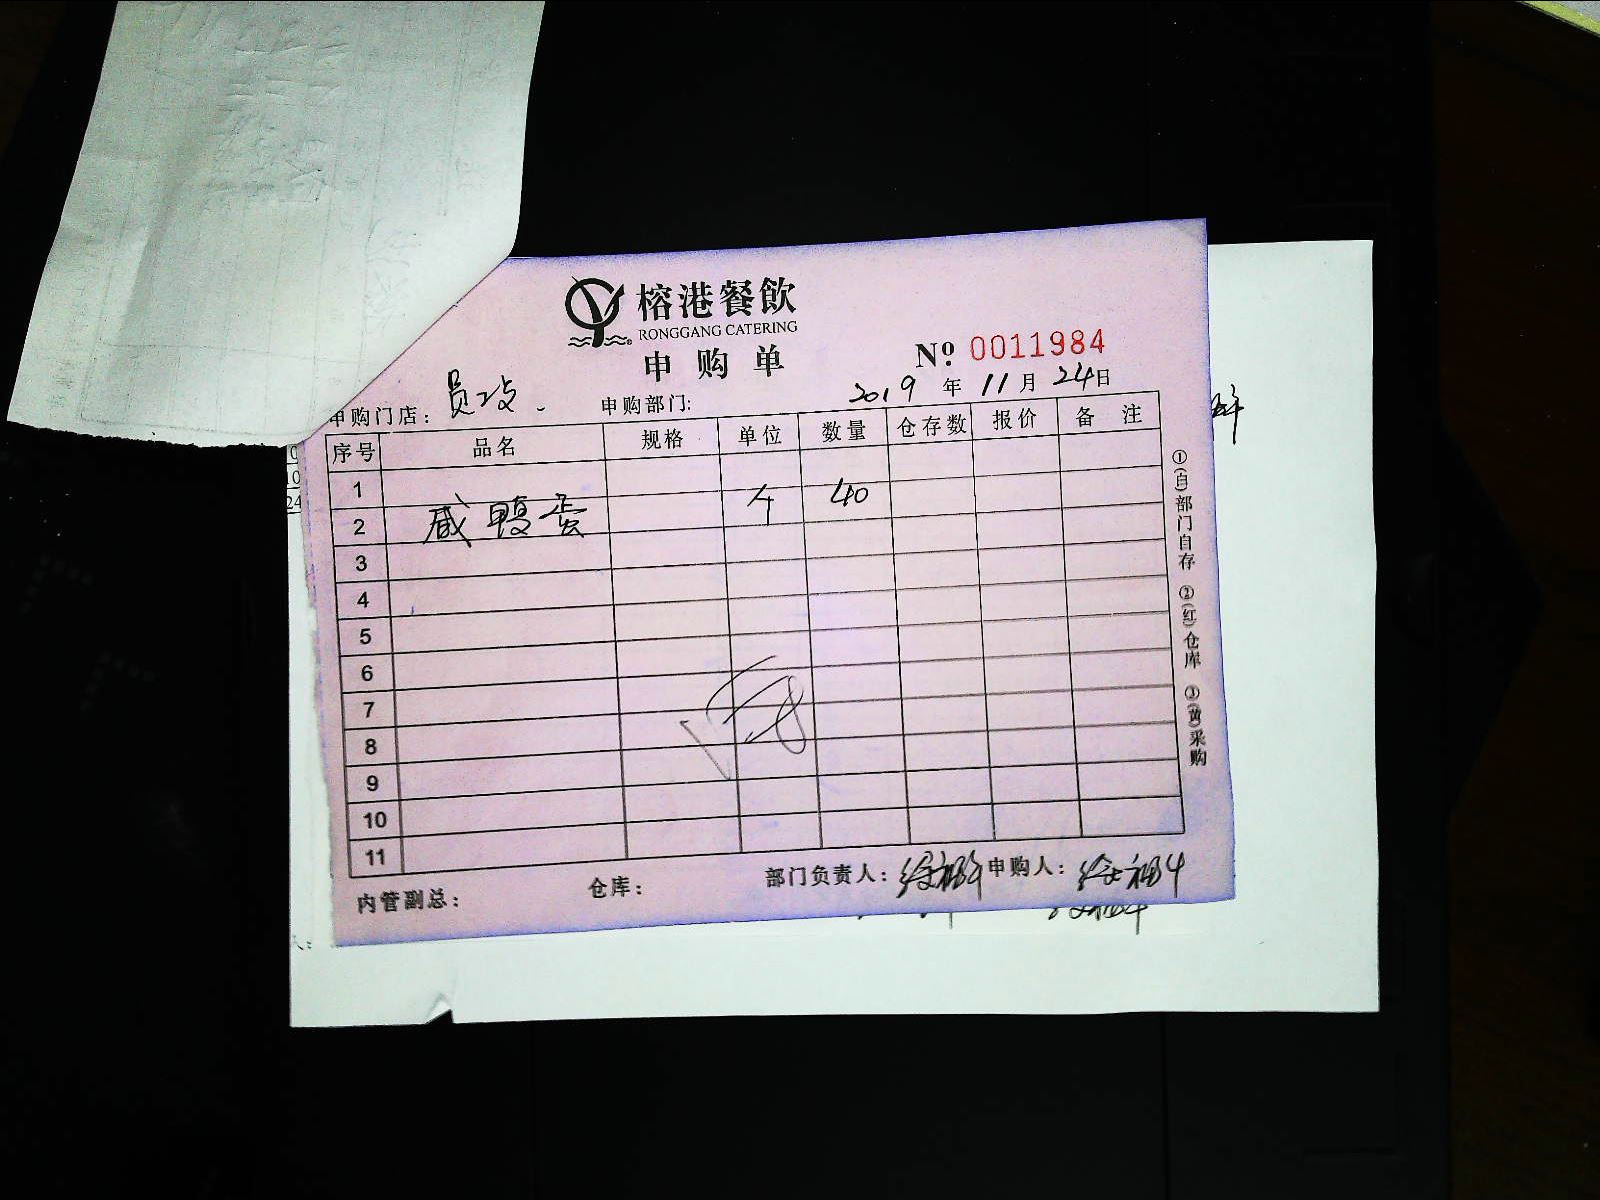 榕港餐飲
RONGGANG CATERING
申购单
№ 0011984
2019 年 11 月 24 日
申购门店： 申购部门:
序号 品名 规格 单位 数量 仓存数 报价 备 注
1
2 咸鸭蛋 个 40
3
4
5
6
7
8
9
10
11
①(白)部门自存 ②(红)仓库 ③(黄)采购
内管副总： 仓库： 部门负责人： 申购人：